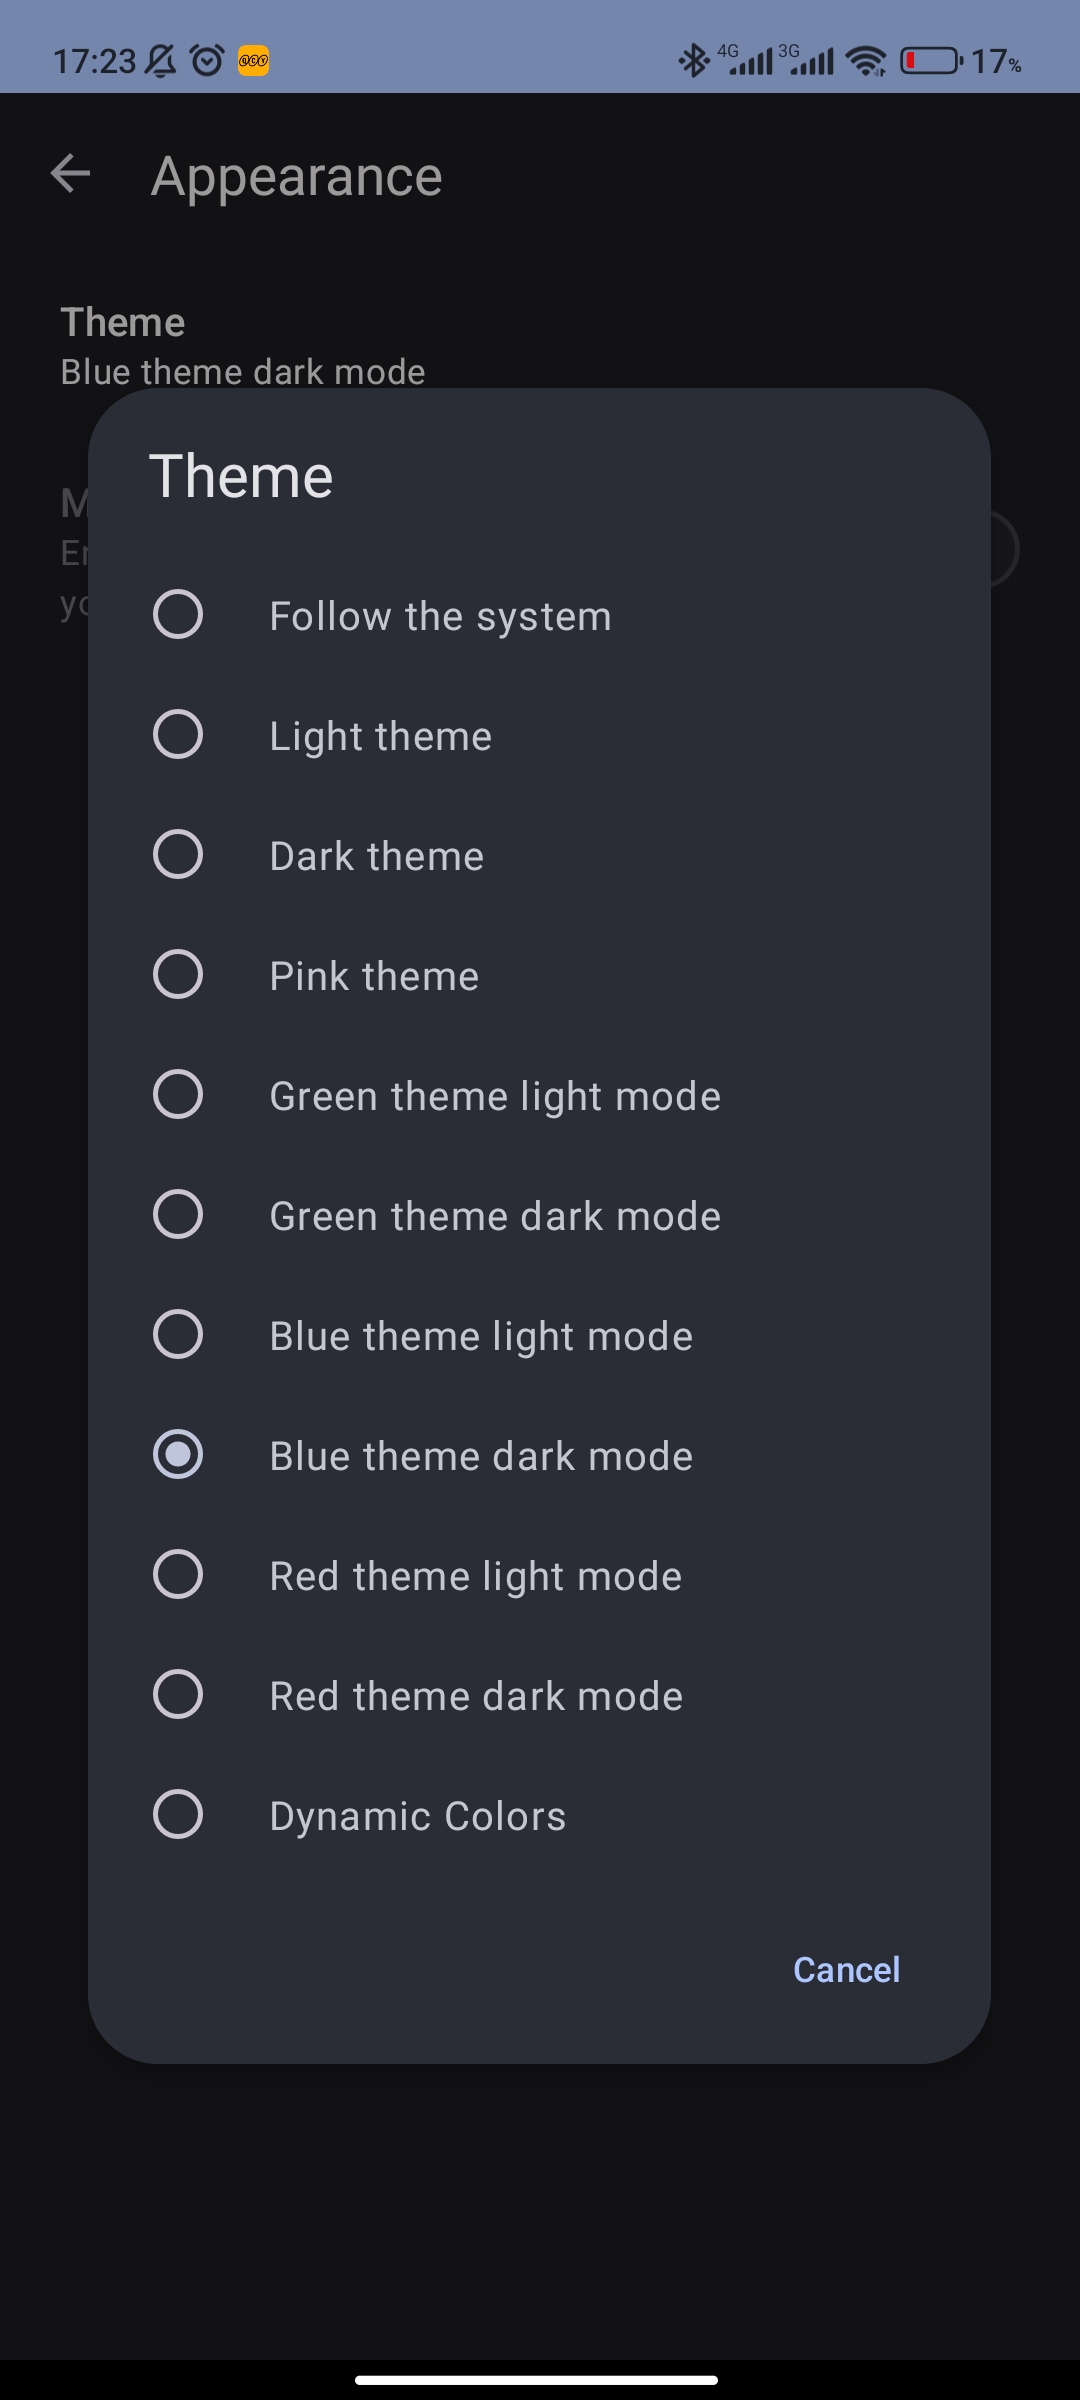 17:23 4G 3G 17%
Appearance
Theme
Blue theme dark mode
Theme
Follow the system
Light theme
Dark theme
Pink theme
Green theme light mode
Green theme dark mode
Blue theme light mode
Blue theme dark mode
Red theme light mode
Red theme dark mode
Dynamic Colors
Cancel